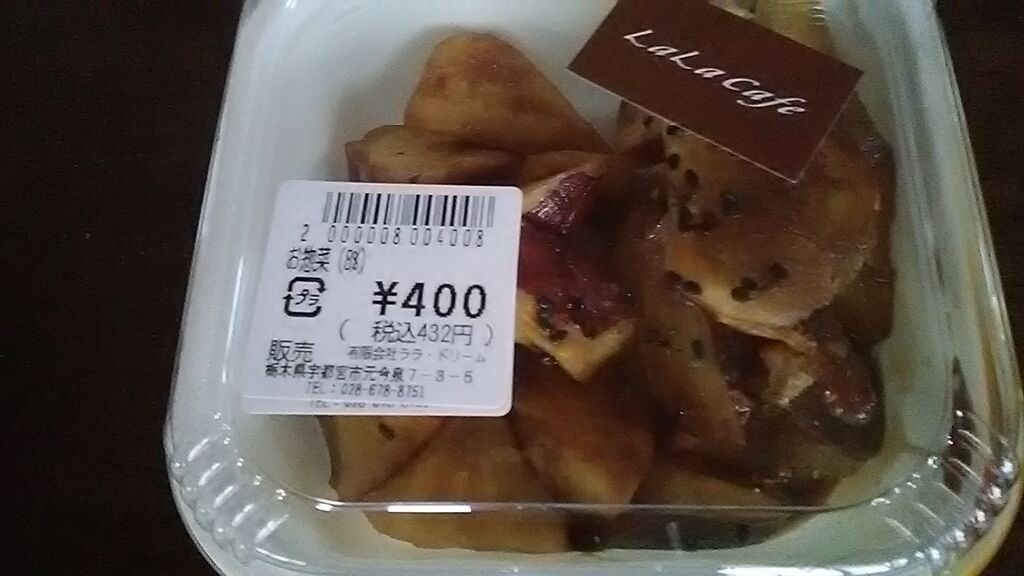 LaLa Cafe
2 000008 004008
お惣菜
プラ
¥400
( 税込432円 )
販売 有限会社ララ・ドリーム
栃木県宇都宮市元今泉7-3-5
TEL:028-678-8751